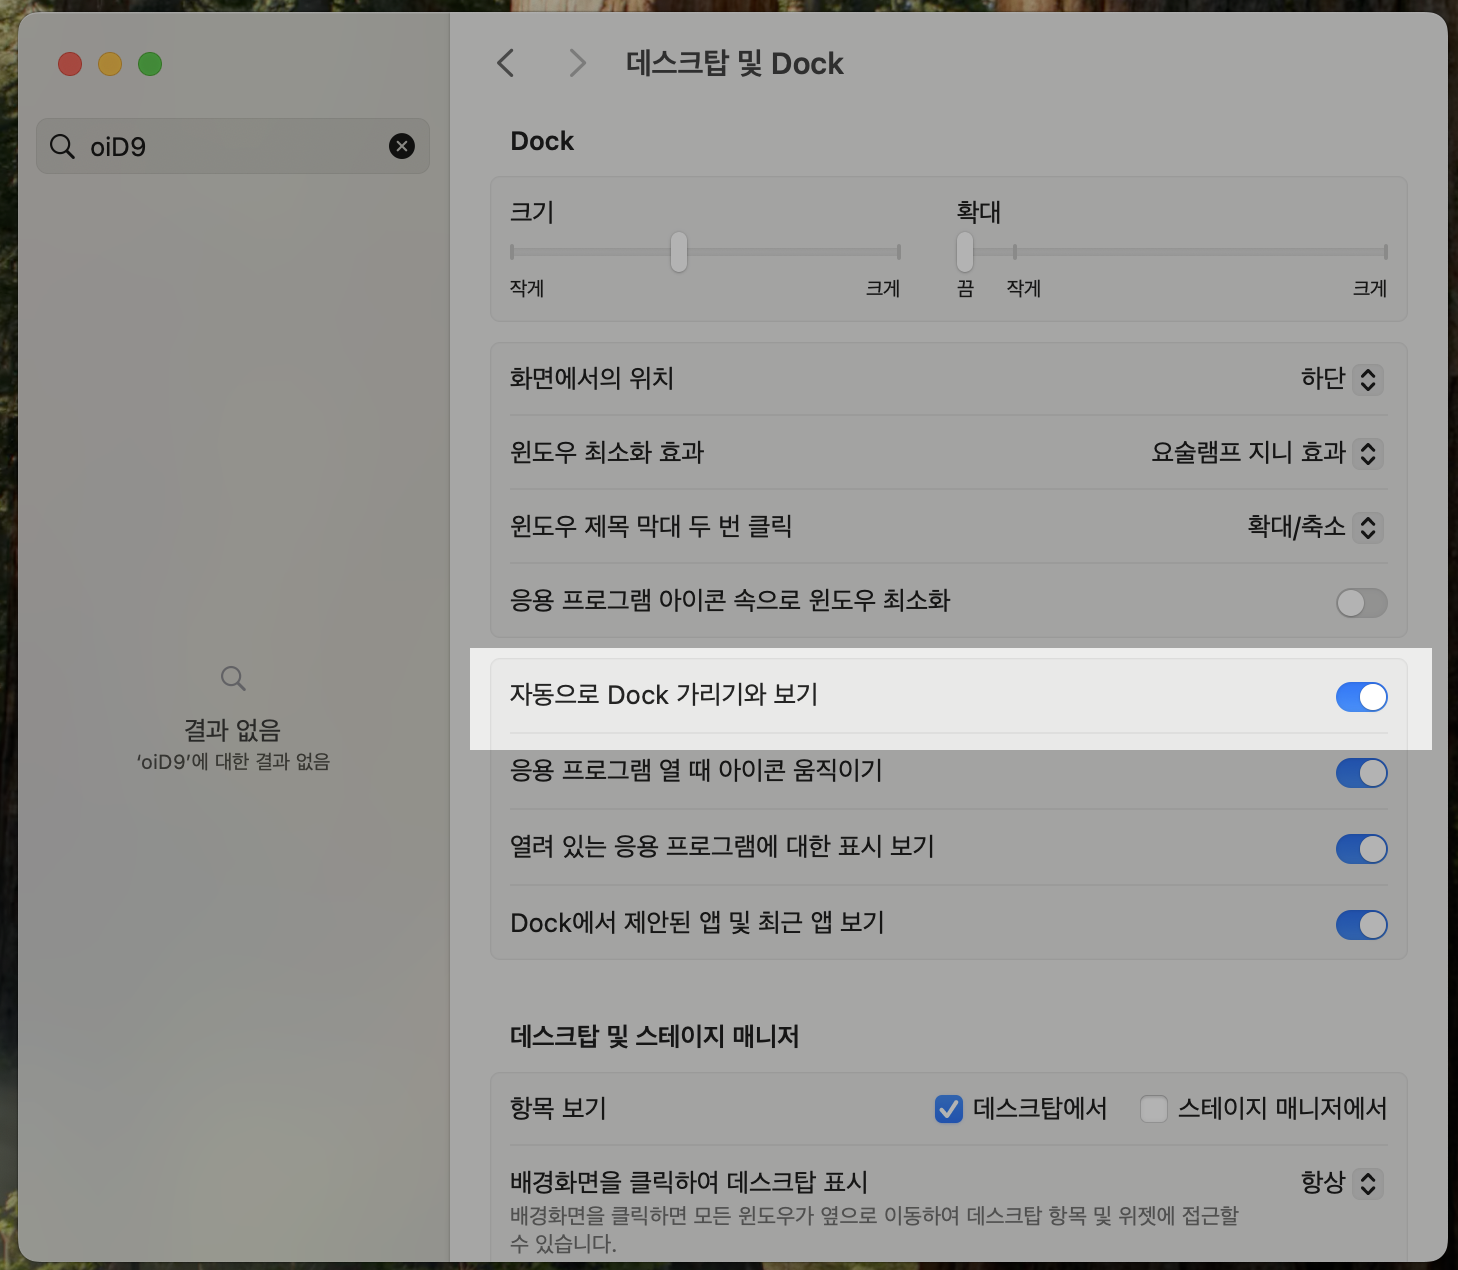 oiD9
결과 없음
‘oiD9’에 대한 결과 없음
데스크탑 및 Dock
Dock
크기
확대
작게
크게
끔
작게
크게
화면에서의 위치
하단
윈도우 최소화 효과
요술램프 지니 효과
윈도우 제목 막대 두 번 클릭
확대/축소
응용 프로그램 아이콘 속으로 윈도우 최소화
자동으로 Dock 가리기와 보기
응용 프로그램 열 때 아이콘 움직이기
열려 있는 응용 프로그램에 대한 표시 보기
Dock에서 제안된 앱 및 최근 앱 보기
데스크탑 및 스테이지 매니저
항목 보기
데스크탑에서
스테이지 매니저에서
배경화면을 클릭하여 데스크탑 표시
항상
배경화면을 클릭하면 모든 윈도우가 옆으로 이동하여 데스크탑 항목 및 위젯에 접근할
수 있습니다.